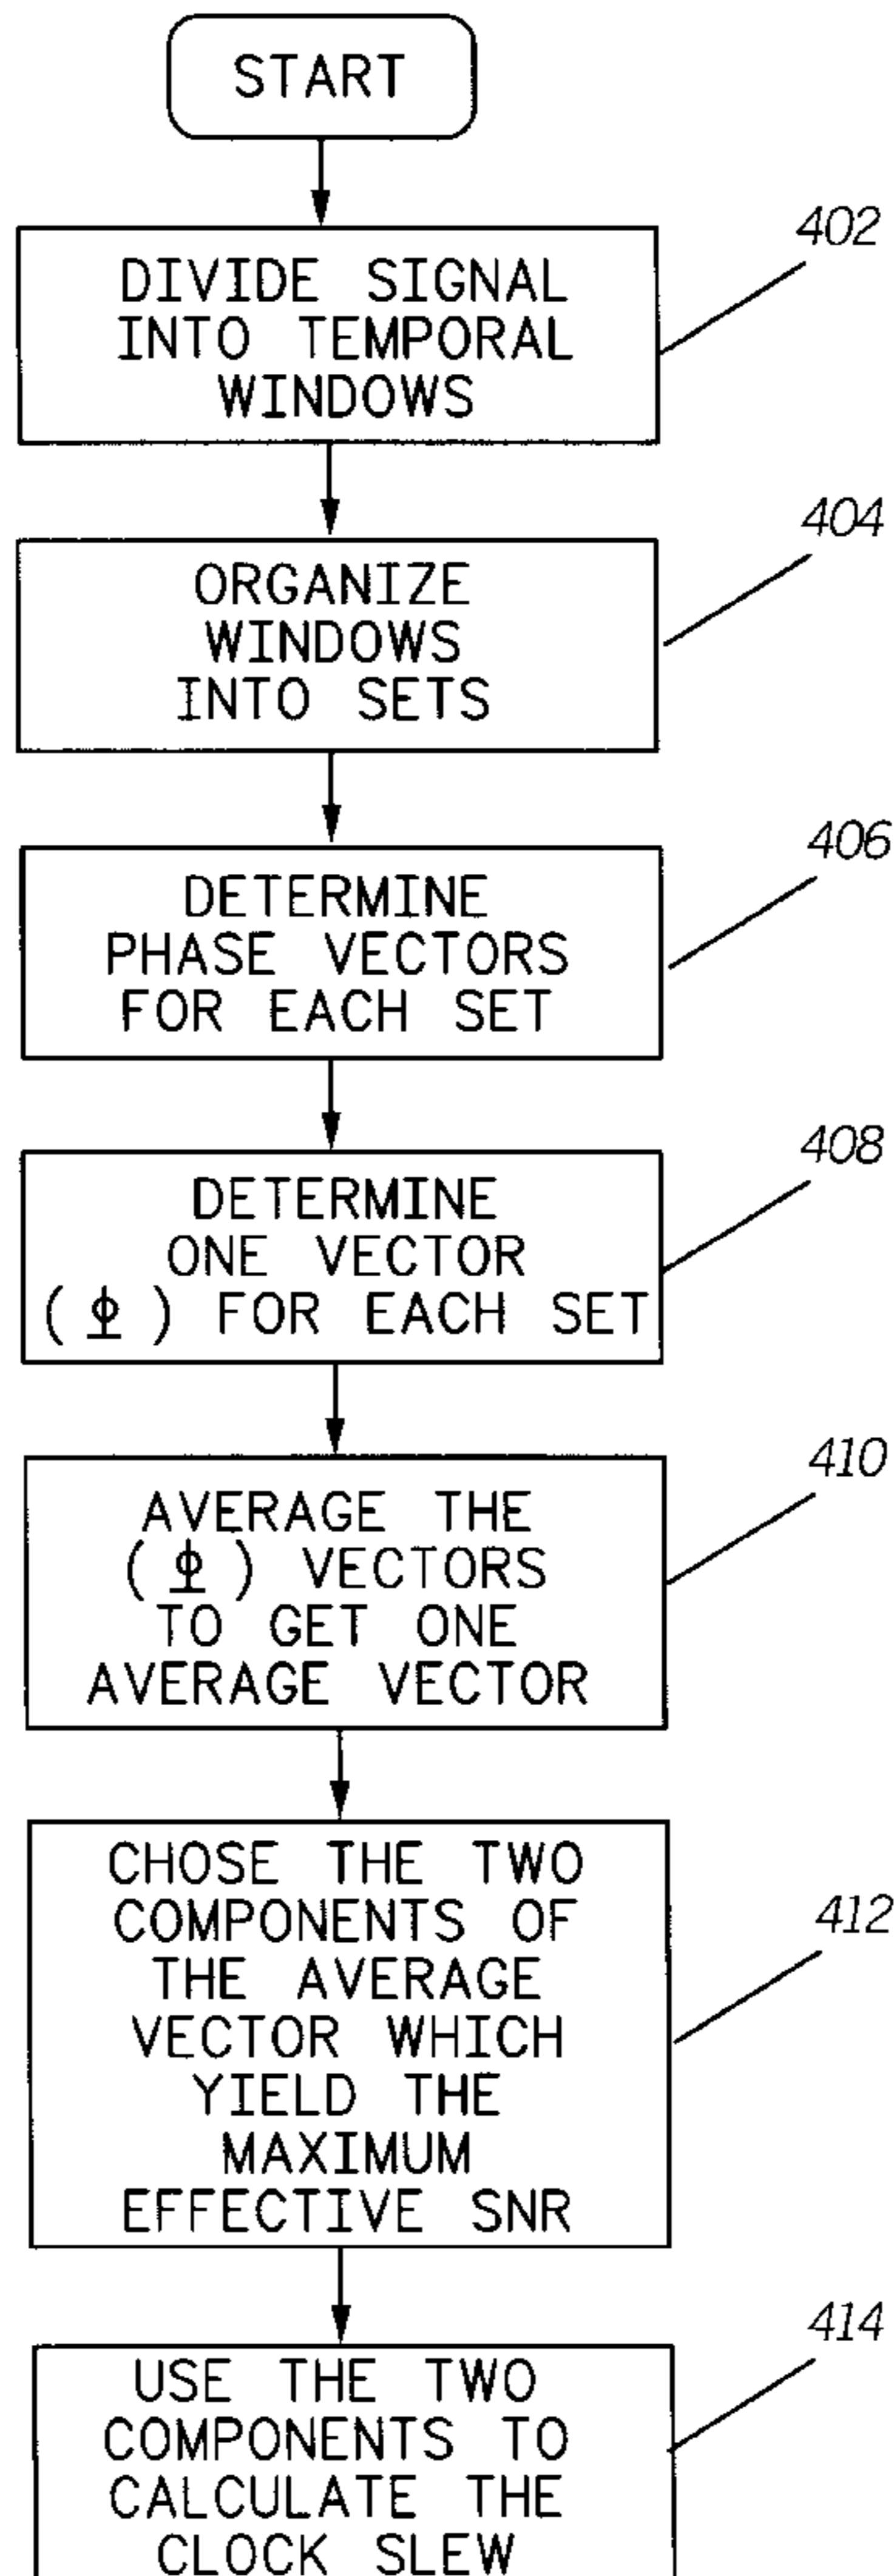 START
402
DIVIDE SIGNAL
INTO TEMPORAL
WINDOWS
404
ORGANIZE
WINDOWS
INTO SETS
406
DETERMINE
PHASE VECTORS
FOR EACH SET
408
DETERMINE
ONE VECTOR
( ϕ ) FOR EACH SET
410
AVERAGE THE
( ϕ ) VECTORS
TO GET ONE
AVERAGE VECTOR
412
CHOSE THE TWO
COMPONENTS OF
THE AVERAGE
VECTOR WHICH
YIELD THE
MAXIMUM
EFFECTIVE SNR
414
USE THE TWO
COMPONENTS TO
CALCULATE THE
CLOCK SLEW